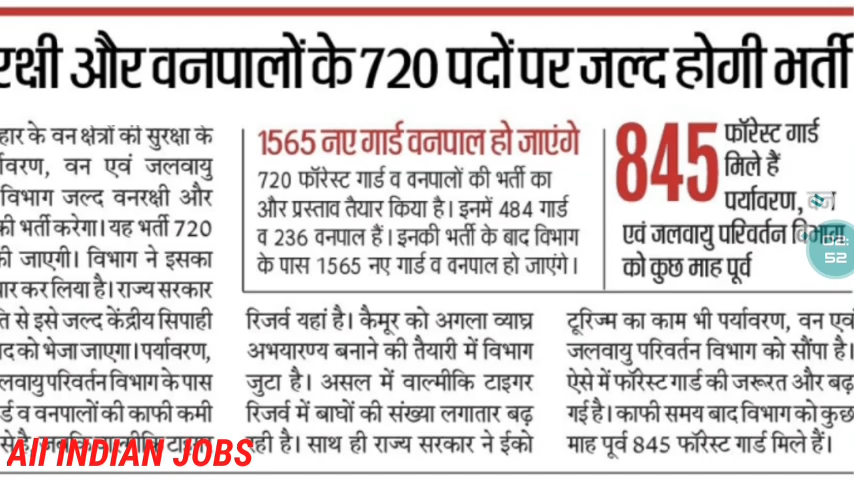 और वनपालों के 720 पदों पर जल्द होगी भर्ती
के वन क्षेत्रों की सुरक्षा के
वन एवं जलवायु
विभाग जल्द वनरक्षी और
की भर्ती करेगा। यह भर्ती 720
की जाएगी। विभाग ने इसका
कर लिया है। राज्य सरकार
से इसे जल्द केंद्रीय सिपाही
को भेजा जाएगा। पर्यावरण,
परिवर्तन विभाग के पास
व वनपालों की काफी कमी
1565 नए गार्ड वनपाल हो जाएंगे
720 फॉरेस्ट गार्ड व वनपालों की भर्ती का
और प्रस्ताव तैयार किया है। इनमें 484 गार्ड
व 236 वनपाल हैं। इनकी भर्ती के बाद विभाग
के पास 1565 नए गार्ड व वनपाल हो जाएंगे।
845 फॉरेस्ट गार्ड
मिले हैं
पर्यावरण, वन
एवं जलवायु परिवर्तन विभाग
को कुछ माह पूर्व
रिजर्व यहां है। कैमूर को अगला व्याघ्र
अभयारण्य बनाने की तैयारी में विभाग
जुटा है। असल में वाल्मीकि टाइगर
रिजर्व में बाघों की संख्या लगातार बढ़
रही है। साथ ही राज्य सरकार ने ईको
टूरिज्म का काम भी पर्यावरण, वन एवं
जलवायु परिवर्तन विभाग को सौंपा है।
ऐसे में फॉरेस्ट गार्ड की जरूरत और बढ़
गई है। काफी समय बाद विभाग को कुछ
माह पूर्व 845 फॉरेस्ट गार्ड मिले हैं।
02:
52
All INDIAN JOBS